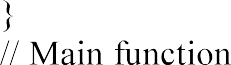 }
// Main function